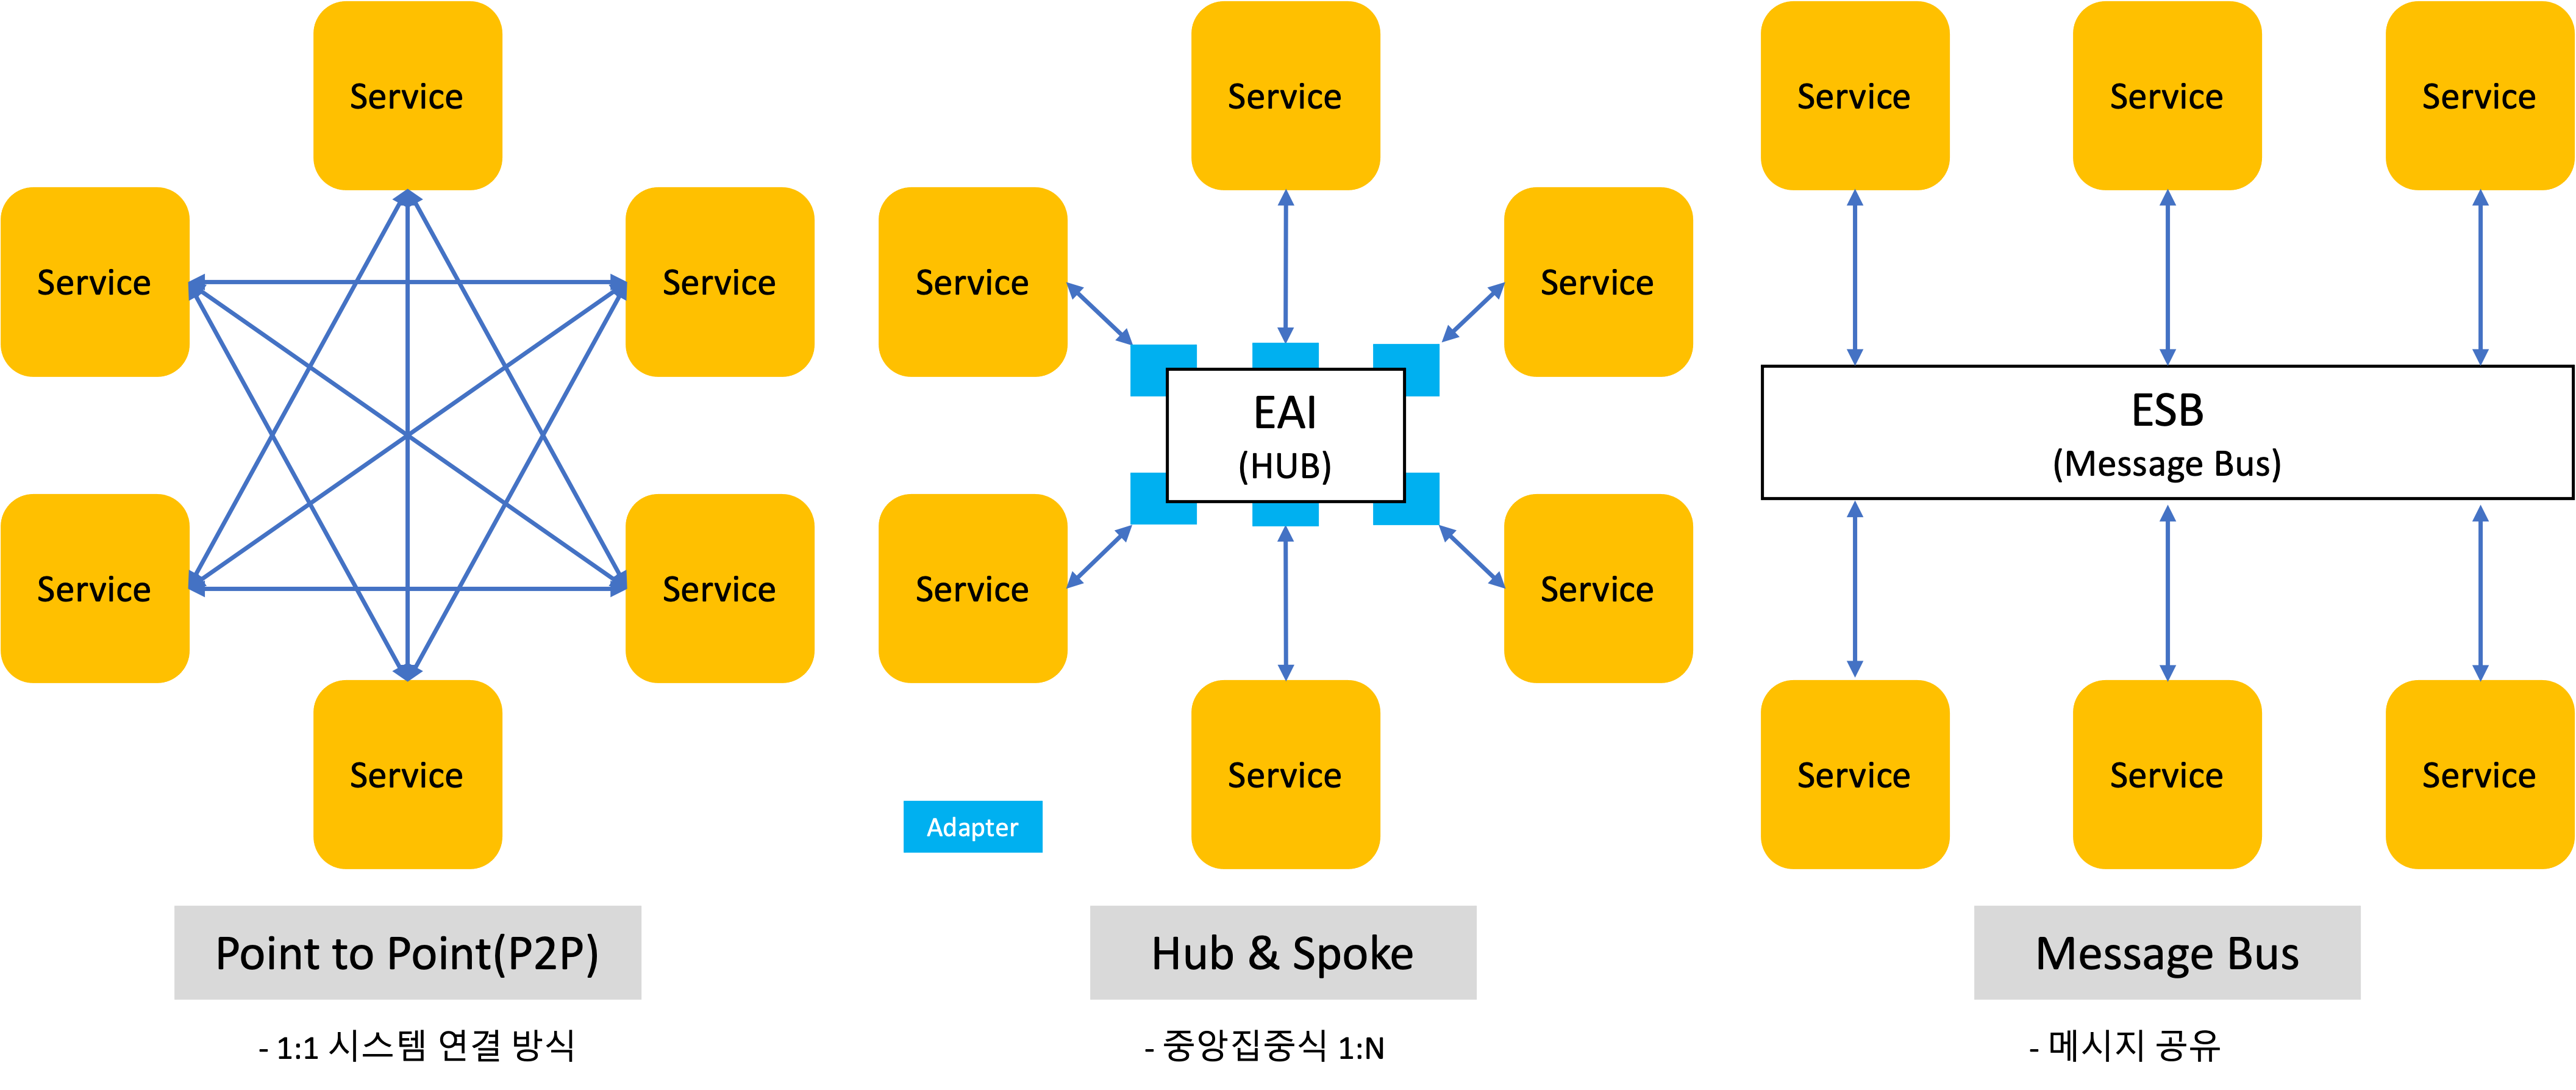 Service
Service
Service
Service
Service
Service
Point to Point(P2P)
- 1:1 시스템 연결 방식
Service
Service
Service
EAI
(HUB)
Service
Service
Service
Adapter
Hub & Spoke
- 중앙집중식 1:N
Service
Service
Service
ESB
(Message Bus)
Service
Service
Service
Message Bus
- 메시지 공유